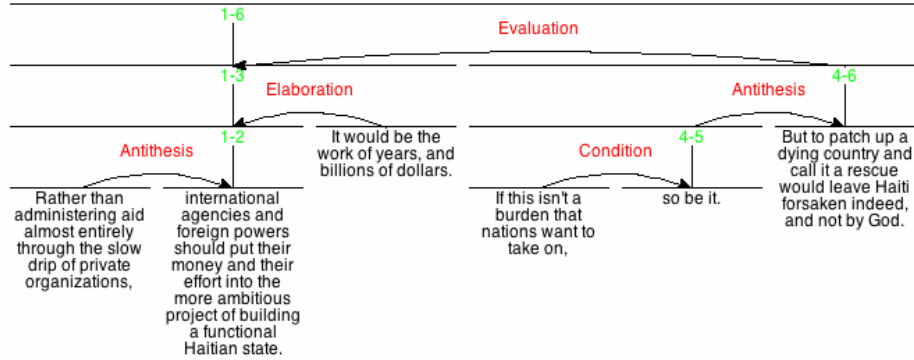 1-6
Evaluation
1-3
4-6
Elaboration
Antithesis
1-2
It would be the
work of years, and
billions of dollars.
4-5
But to patch up a
dying country and
call it a rescue
would leave Haiti
forsaken indeed,
and not by God.
Antithesis
Condition
Rather than
administering aid
almost entirely
through the slow
drip of private
organizations,
international
agencies and
foreign powers
should put their
money and their
effort into the
more ambitious
project of building
a functional
Haitian state.
If this isn't a
burden that
nations want to
take on,
so be it.